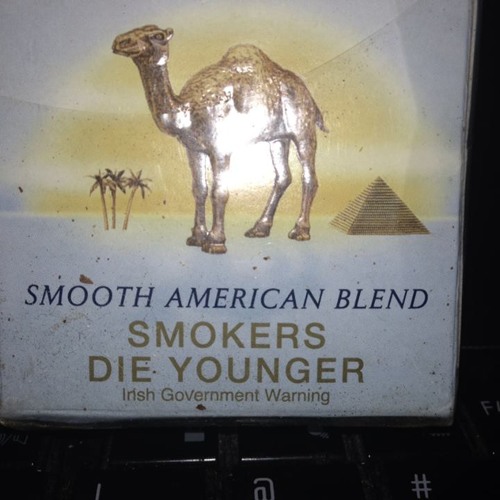 SMOOTH AMERICAN BLEND
SMOKERS
DIE YOUNGER
Irish Government Warning
@
#